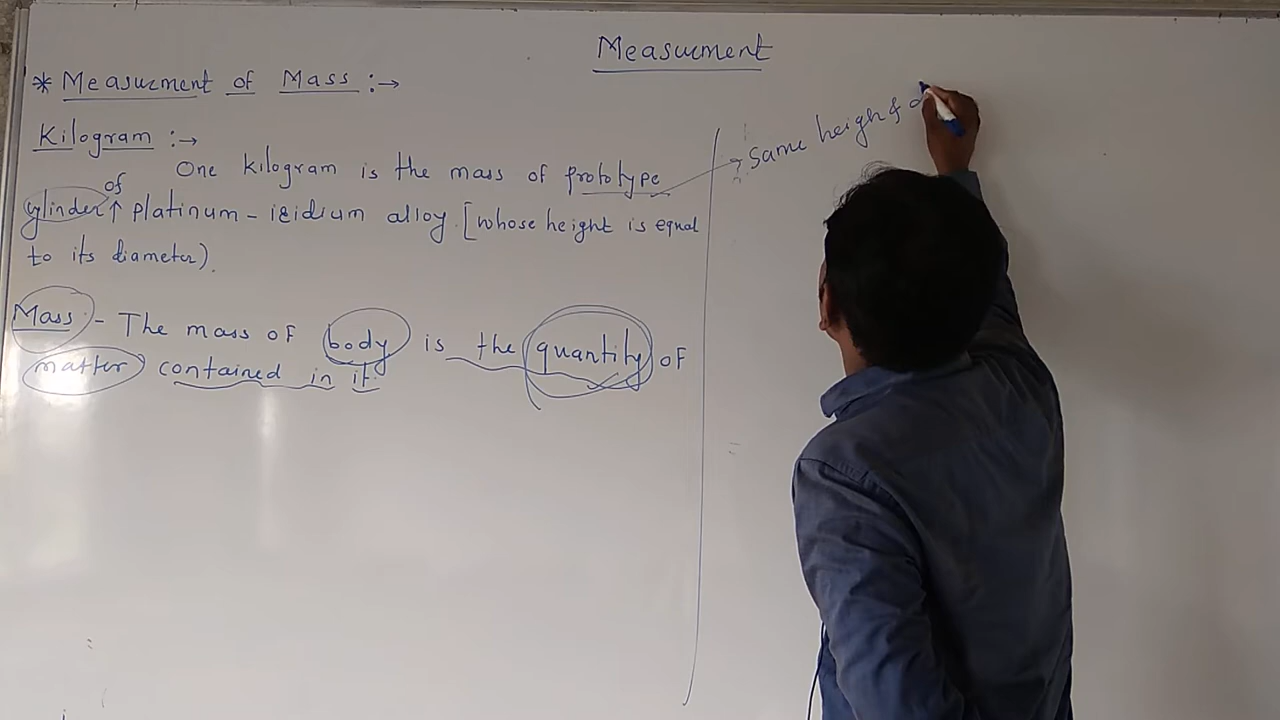 Measurment
* Measurment of Mass :→
Kilogram :→
One kilogram is the mass of prototype
cylinder of ↑ platinum - iridium alloy [whose height is equal
to its diameter).
Mass :- The mass of body is the quantity of
matter contained in it.
→ Same heigh & d